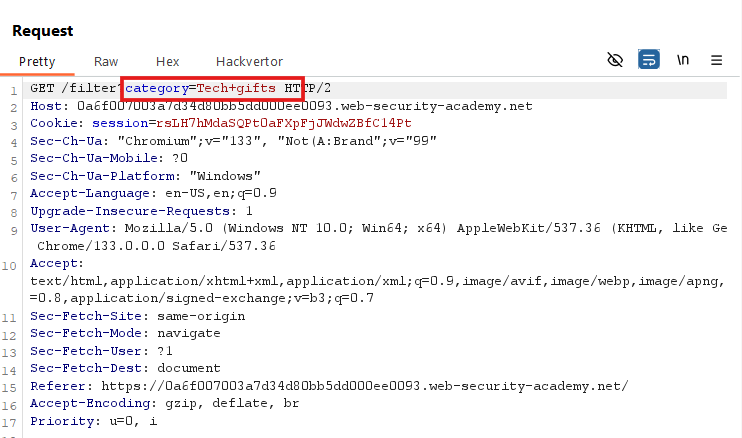 Request
Pretty Raw Hex Hackvertor \n
1 GET /filter?category=Tech+gifts HTTP/2
2 Host: 0a6f007003a7d34d80bb5dd000ee0093.web-security-academy.net
3 Cookie: session=rsLH7hMdaSQPtOaFXpFjJWdwZBfC14Pt
4 Sec-Ch-Ua: "Chromium";v="133", "Not(A:Brand";v="99"
5 Sec-Ch-Ua-Mobile: ?0
6 Sec-Ch-Ua-Platform: "Windows"
7 Accept-Language: en-US,en;q=0.9
8 Upgrade-Insecure-Requests: 1
9 User-Agent: Mozilla/5.0 (Windows NT 10.0; Win64; x64) AppleWebKit/537.36 (KHTML, like Ge
Chrome/133.0.0.0 Safari/537.36
10 Accept:
text/html,application/xhtml+xml,application/xml;q=0.9,image/avif,image/webp,image/apng,
=0.8,application/signed-exchange;v=b3;q=0.7
11 Sec-Fetch-Site: same-origin
12 Sec-Fetch-Mode: navigate
13 Sec-Fetch-User: ?1
14 Sec-Fetch-Dest: document
15 Referer: https://0a6f007003a7d34d80bb5dd000ee0093.web-security-academy.net/
16 Accept-Encoding: gzip, deflate, br
17 Priority: u=0, i